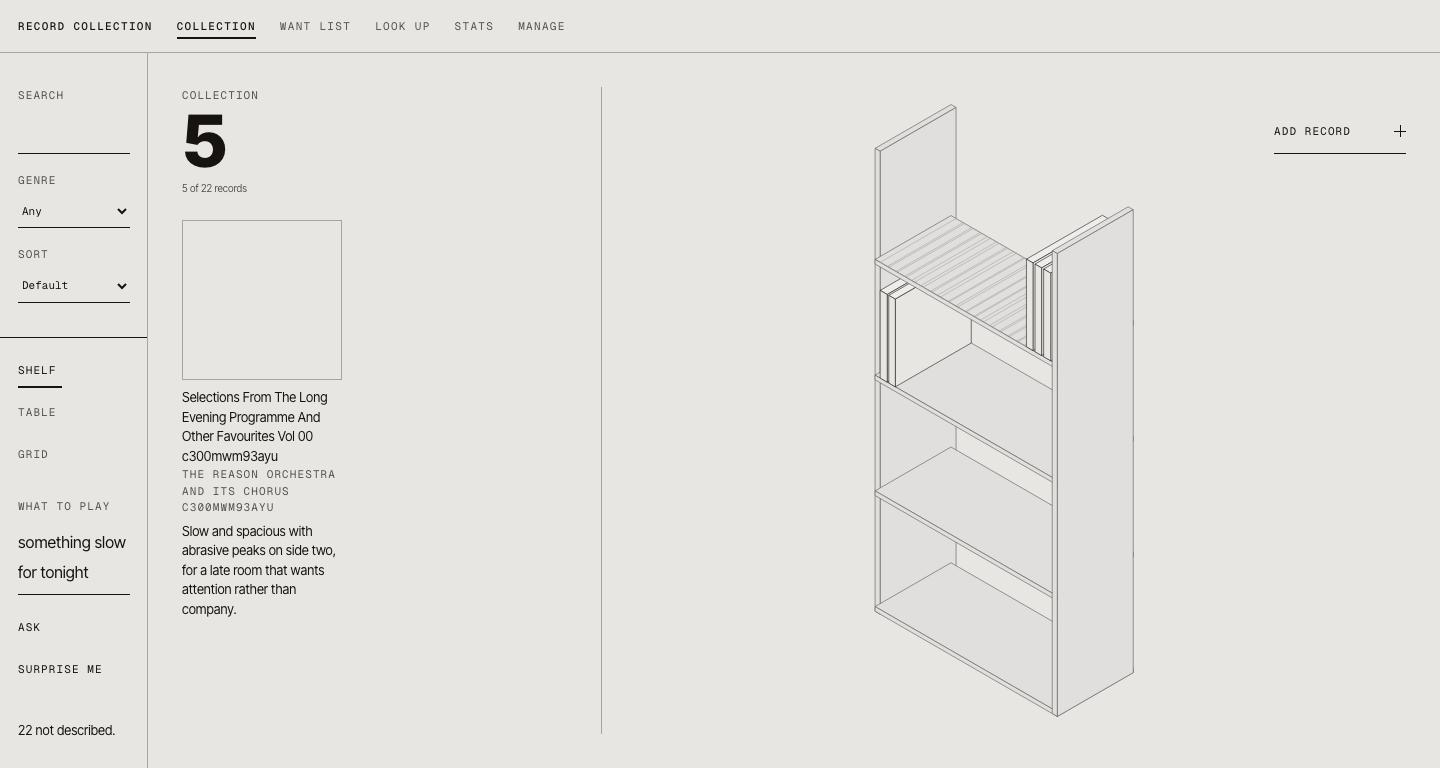 RECORD COLLECTION COLLECTION WANT LIST LOOK UP STATS MANAGE
SEARCH
GENRE
Any
SORT
Default
SHELF
TABLE
GRID
WHAT TO PLAY
something slow
for tonight
ASK
SURPRISE ME
22 not described.
COLLECTION
5
5 of 22 records
Selections From The Long
Evening Programme And
Other Favourites Vol 00
c300mwm93ayu
THE REASON ORCHESTRA
AND ITS CHORUS
C300MWM93AYU
Slow and spacious with
abrasive peaks on side two,
for a late room that wants
attention rather than
company.
ADD RECORD